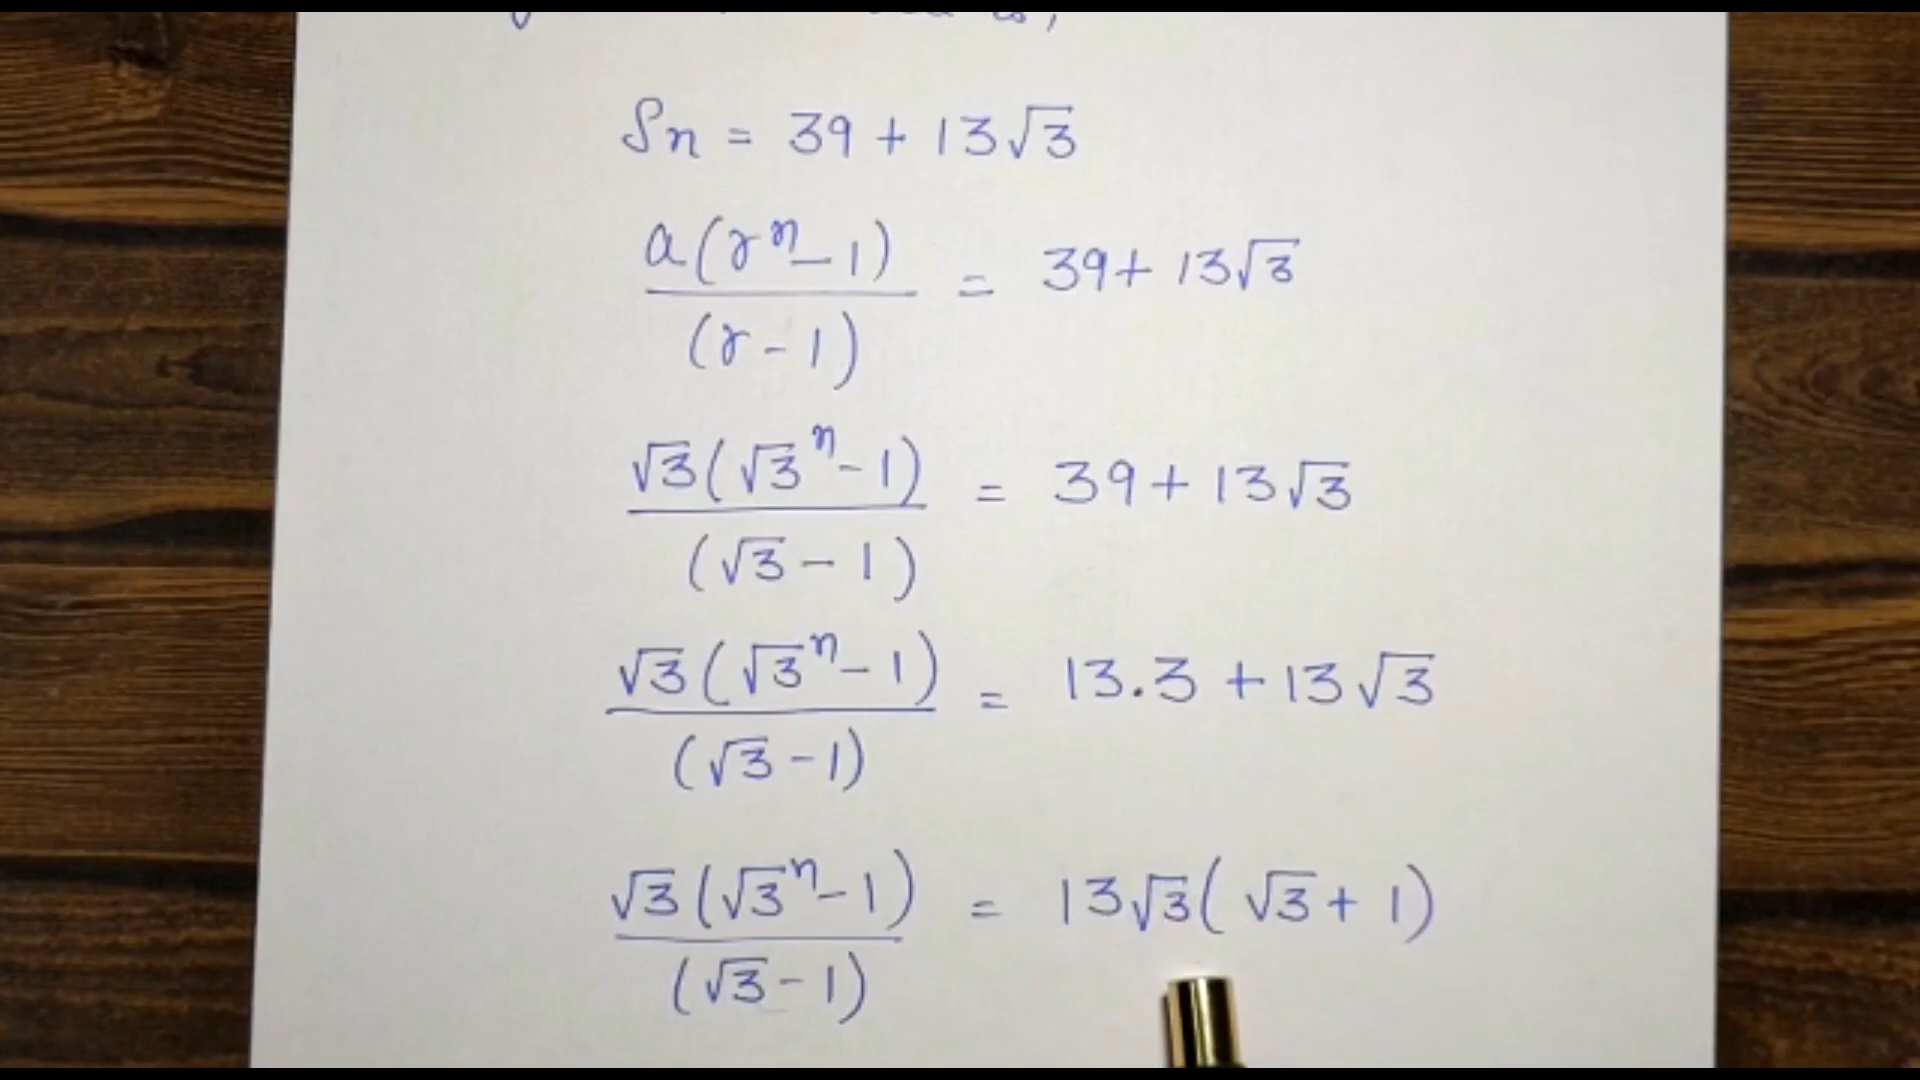 Sn = 39 + 13√3
a(r^n - 1) / (r - 1) = 39 + 13√3
√3(√3^n - 1) / (√3 - 1) = 39 + 13√3
√3(√3^n - 1) / (√3 - 1) = 13.3 + 13√3
√3(√3^n - 1) / (√3 - 1) = 13√3(√3 + 1)